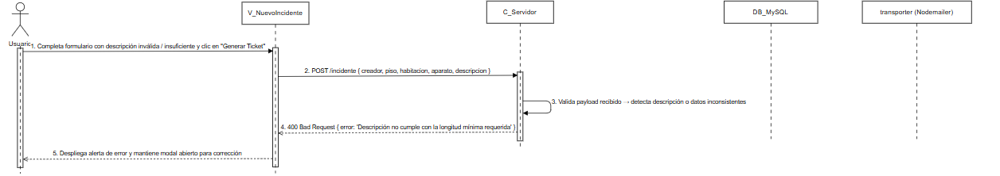 V_NuevoIncidente
C_Servidor
DB_MySQL
transporter (Nodemailer)
Usuario
1. Completa formulario con descripción inválida / insuficiente y clic en "Generar Ticket"
2. POST /incidente { creador, piso, habitacion, aparato, descripcion }
3. Valida payload recibido → detecta descripción o datos inconsistentes
4. 400 Bad Request { error: 'Descripción no cumple con la longitud mínima requerida' }
5. Despliega alerta de error y mantiene modal abierto para corrección